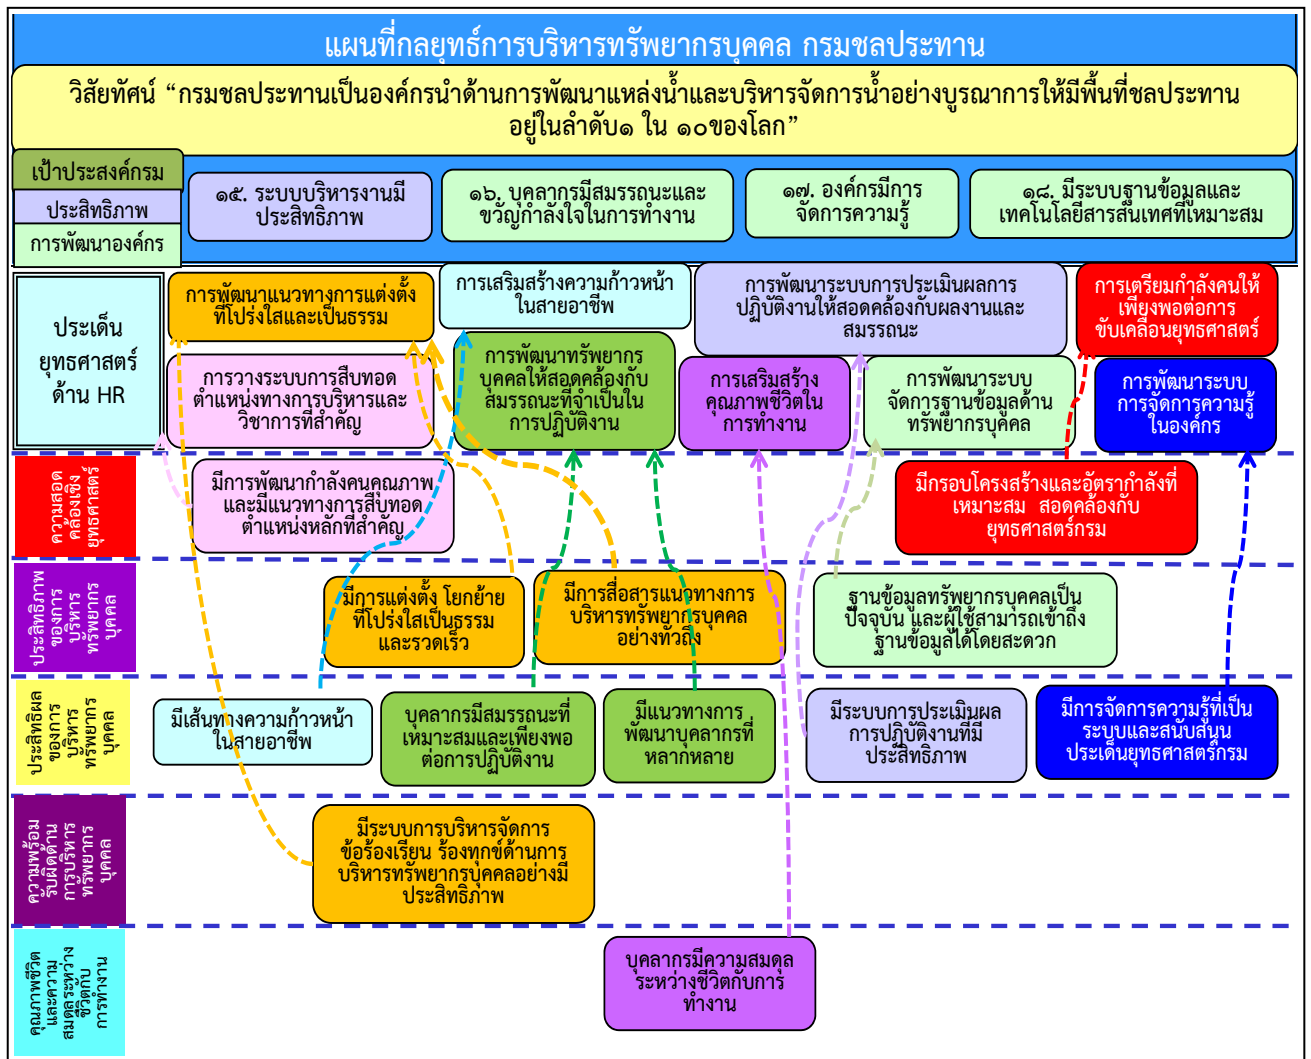 แผนที่กลยุทธ์การบริหารทรัพยากรบุคคล กรมชลประทาน
วิสัยทัศน์ “กรมชลประทานเป็นองค์กรนำด้านการพัฒนาแหล่งน้ำและบริหารจัดการน้ำอย่างบูรณาการให้มีพื้นที่ชลประทาน
อยู่ในลำดับ๑ ใน ๑๐ของโลก”
เป้าประสงค์กรม
ประสิทธิภาพ
การพัฒนาองค์กร
๑๕. ระบบบริหารงานมี
ประสิทธิภาพ
๑๖. บุคลากรมีสมรรถนะและ
ขวัญกำลังใจในการทำงาน
๑๗. องค์กรมีการ
จัดการความรู้
๑๘. มีระบบฐานข้อมูลและ
เทคโนโลยีสารสนเทศที่เหมาะสม
ประเด็น
ยุทธศาสตร์
ด้าน HR
การพัฒนาแนวทางการแต่งตั้ง
ที่โปร่งใสและเป็นธรรม
การเสริมสร้างความก้าวหน้า
ในสายอาชีพ
การพัฒนาระบบการประเมินผลการ
ปฏิบัติงานให้สอดคล้องกับผลงานและ
สมรรถนะ
การเตรียมกำลังคนให้
เพียงพอต่อการ
ขับเคลื่อนยุทธศาสตร์
การวางระบบการสืบทอด
ตำแหน่งทางการบริหารและ
วิชาการที่สำคัญ
การพัฒนาทรัพยากร
บุคคลให้สอดคล้องกับ
สมรรถนะที่จำเป็นใน
การปฏิบัติงาน
การเสริมสร้าง
คุณภาพชีวิตใน
การทำงาน
การพัฒนาระบบ
จัดการฐานข้อมูลด้าน
ทรัพยากรบุคคล
การพัฒนาระบบ
การจัดการความรู้
ในองค์กร
ความสอด
คล้องเชิง
ยุทธศาสตร์
มีการพัฒนากำลังคนคุณภาพ
และมีแนวทางการสืบทอด
ตำแหน่งหลักที่สำคัญ
มีกรอบโครงสร้างและอัตรากำลังที่
เหมาะสม สอดคล้องกับ
ยุทธศาสตร์กรม
ประสิทธิภาพ
ของการ
บริหาร
ทรัพยากร
บุคคล
มีการแต่งตั้ง โยกย้าย
ที่โปร่งใสเป็นธรรม
และรวดเร็ว
มีการสื่อสารแนวทางการ
บริหารทรัพยากรบุคคล
อย่างทั่วถึง
ฐานข้อมูลทรัพยากรบุคคลเป็น
ปัจจุบัน และผู้ใช้สามารถเข้าถึง
ฐานข้อมูลได้โดยสะดวก
ประสิทธิผล
ของการ
บริหาร
ทรัพยากร
บุคคล
มีเส้นทางความก้าวหน้า
ในสายอาชีพ
บุคลากรมีสมรรถนะที่
เหมาะสมและเพียงพอ
ต่อการปฏิบัติงาน
มีแนวทางการ
พัฒนาบุคลากรที่
หลากหลาย
มีระบบการประเมินผล
การปฏิบัติงานที่มี
ประสิทธิภาพ
มีการจัดการความรู้ที่เป็น
ระบบและสนับสนุน
ประเด็นยุทธศาสตร์กรม
ความพร้อม
รับผิดด้าน
การบริหาร
ทรัพยากร
บุคคล
มีระบบการบริหารจัดการ
ข้อร้องเรียน ร้องทุกข์ด้านการ
บริหารทรัพยากรบุคคลอย่างมี
ประสิทธิภาพ
คุณภาพชีวิต
และความ
สมดุลระหว่าง
ชีวิตกับ
การทำงาน
บุคลากรมีความสมดุล
ระหว่างชีวิตกับการ
ทำงาน